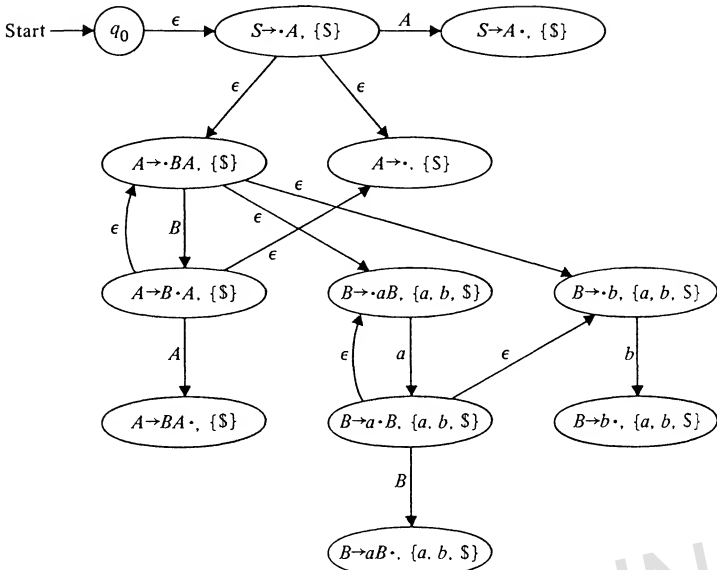 Start q₀ ϵ S→·A, {S} A S→A·, {$}
ϵ ϵ
A→·BA, {$} A→·, {$}
ϵ
ϵ B ϵ
ϵ
A→B·A, {$} B→·aB, {a, b, $} B→·b, {a, b, S}
A ϵ a ϵ b
A→BA·, {$} B→a·B, {a, b, $} B→b·, {a, b, S}
B
B→aB·, {a, b, $}